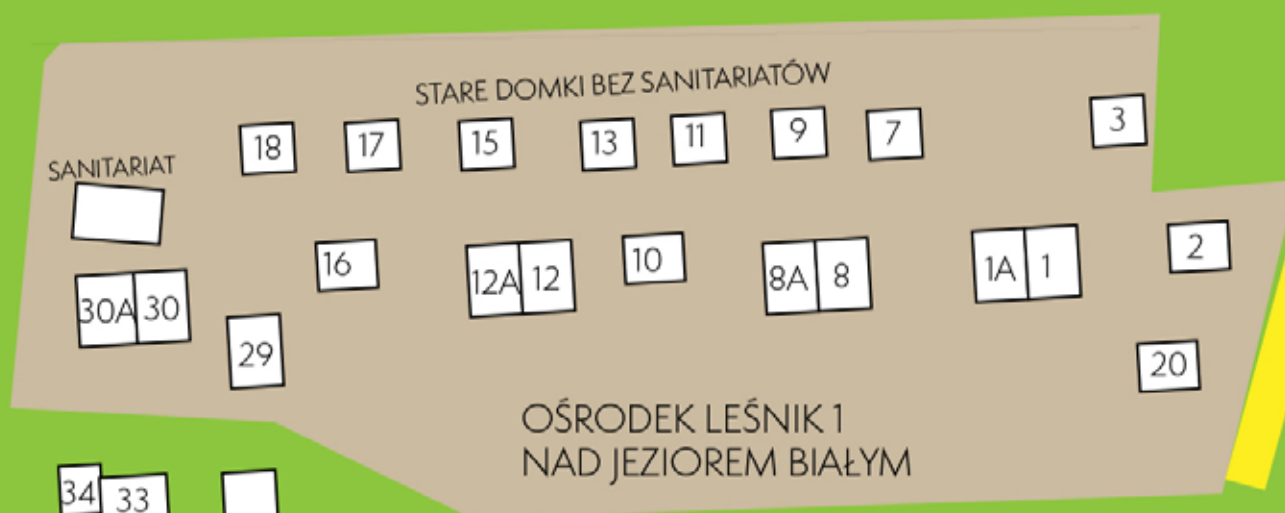 STARE DOMKI BEZ SANITARIATÓW
18 17 15 13 11 9 7 3
SANITARIAT
16 12A 12 10 8A 8 1A 1 2
30A 30 29 20
OŚRODEK LEŚNIK 1
NAD JEZIOREM BIAŁYM
34 33